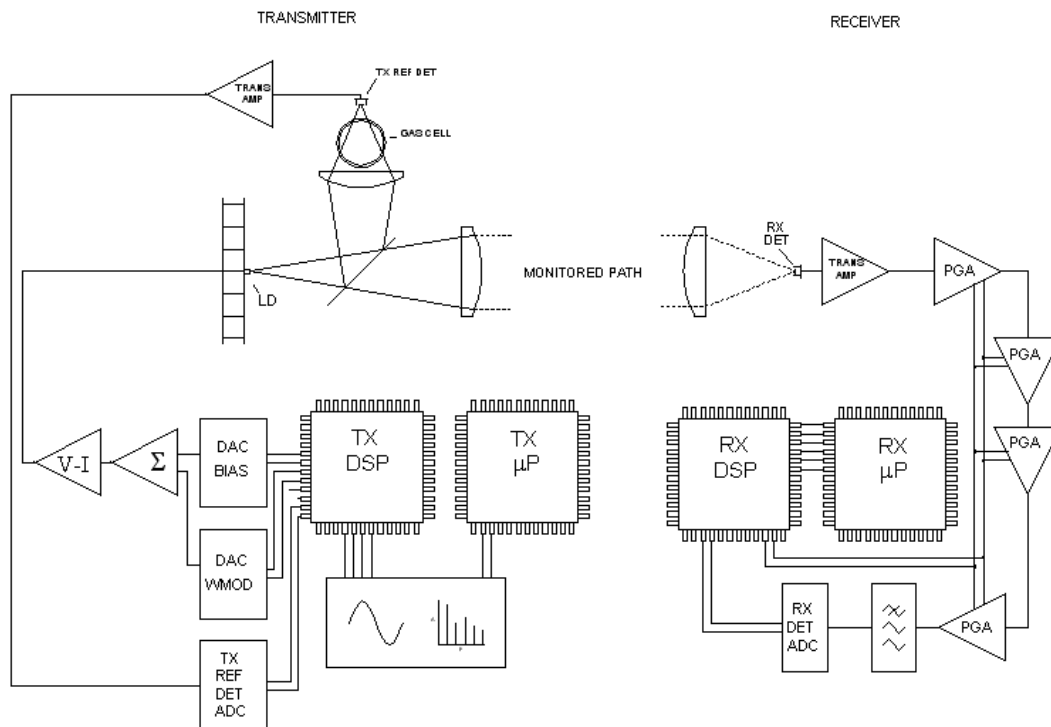 TRANSMITTER
RECEIVER
TRANS
AMP
TX REF DET
GAS CELL
LD
MONITORED PATH
RX
DET
TRANS
AMP
PGA
PGA
PGA
V-I
Σ
DAC
BIAS
TX
DSP
TX
μP
RX
DSP
RX
μP
DAC
WMOD
RX
DET
ADC
PGA
TX
REF
DET
ADC